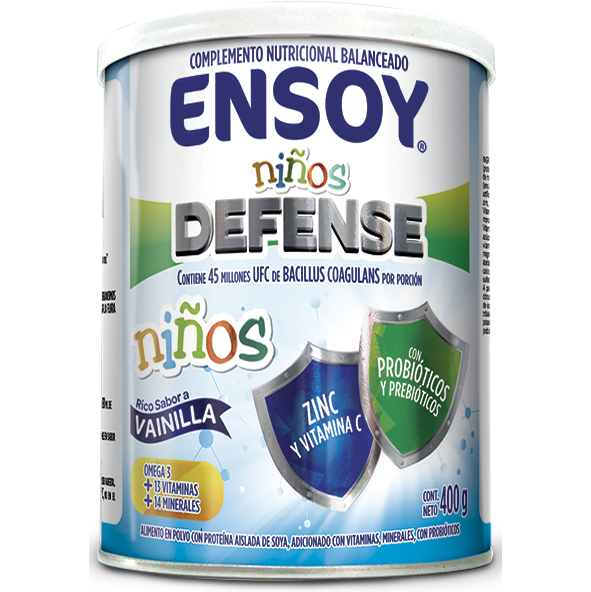 COMPLEMENTO NUTRICIONAL BALANCEADO
ENSOY®
niños
DEFENSE
CONTIENE 45 MILLONES UFC DE BACILLUS COAGULANS POR PORCIÓN
niños
CON
PROBIÓTICOS
Y PREBIÓTICOS
ZINC
Y VITAMINA C
Rico Sabor a
VAINILLA
OMEGA 3
+ 13 VITAMINAS
+ 14 MINERALES
CONT.
NETO 400 g
ALIMENTO EN POLVO CON PROTEÍNA AISLADA DE SOYA, ADICIONADO CON VITAMINAS, MINERALES, CON PROBIÓTICOS